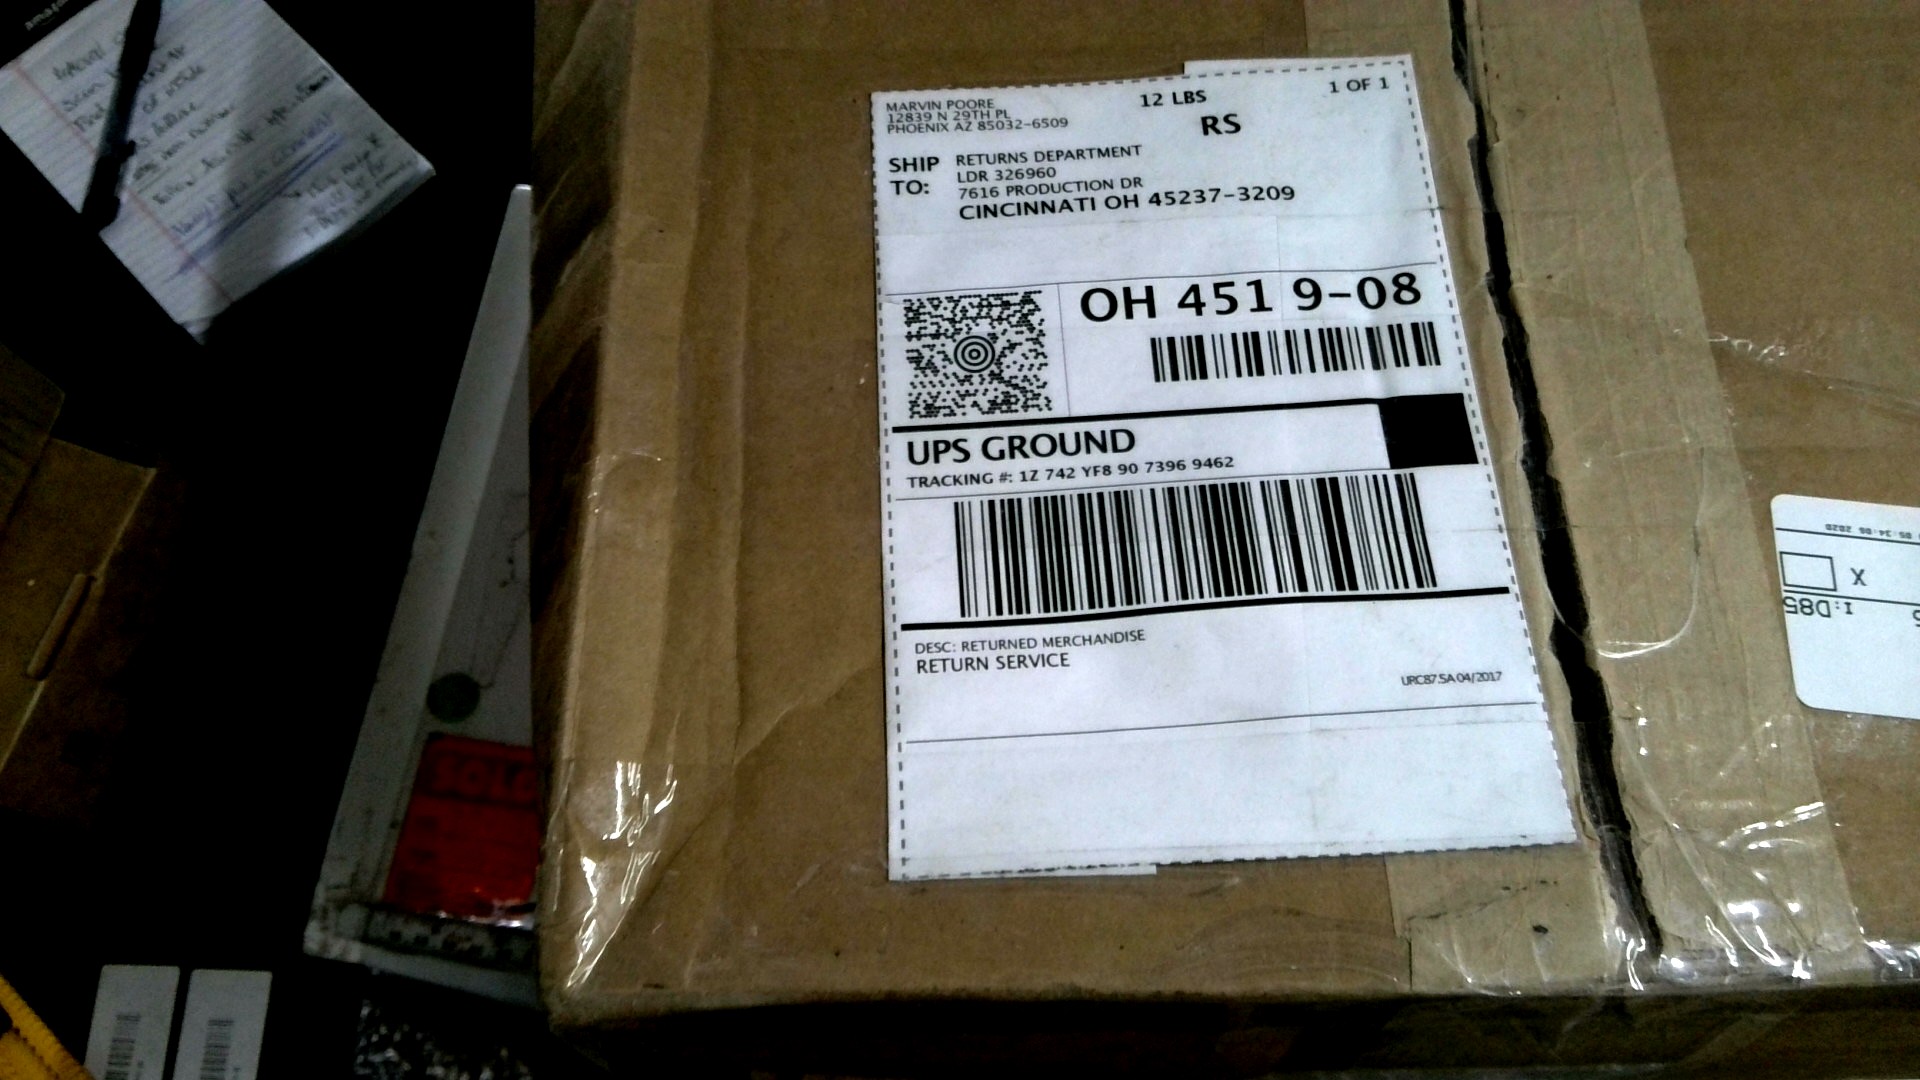 MARVIN POORE
12839 N 29TH PL
PHOENIX AZ 85032-6509
12 LBS
1 OF 1
RS
SHIP TO:
RETURNS DEPARTMENT
LDR 326960
7616 PRODUCTION DR
CINCINNATI OH 45237-3209
OH 451 9-08
UPS GROUND
TRACKING #: 1Z 742 YF8 90 7396 9462
DESC: RETURNED MERCHANDISE
RETURN SERVICE
URC87.5A 04/2017
X
I:D85